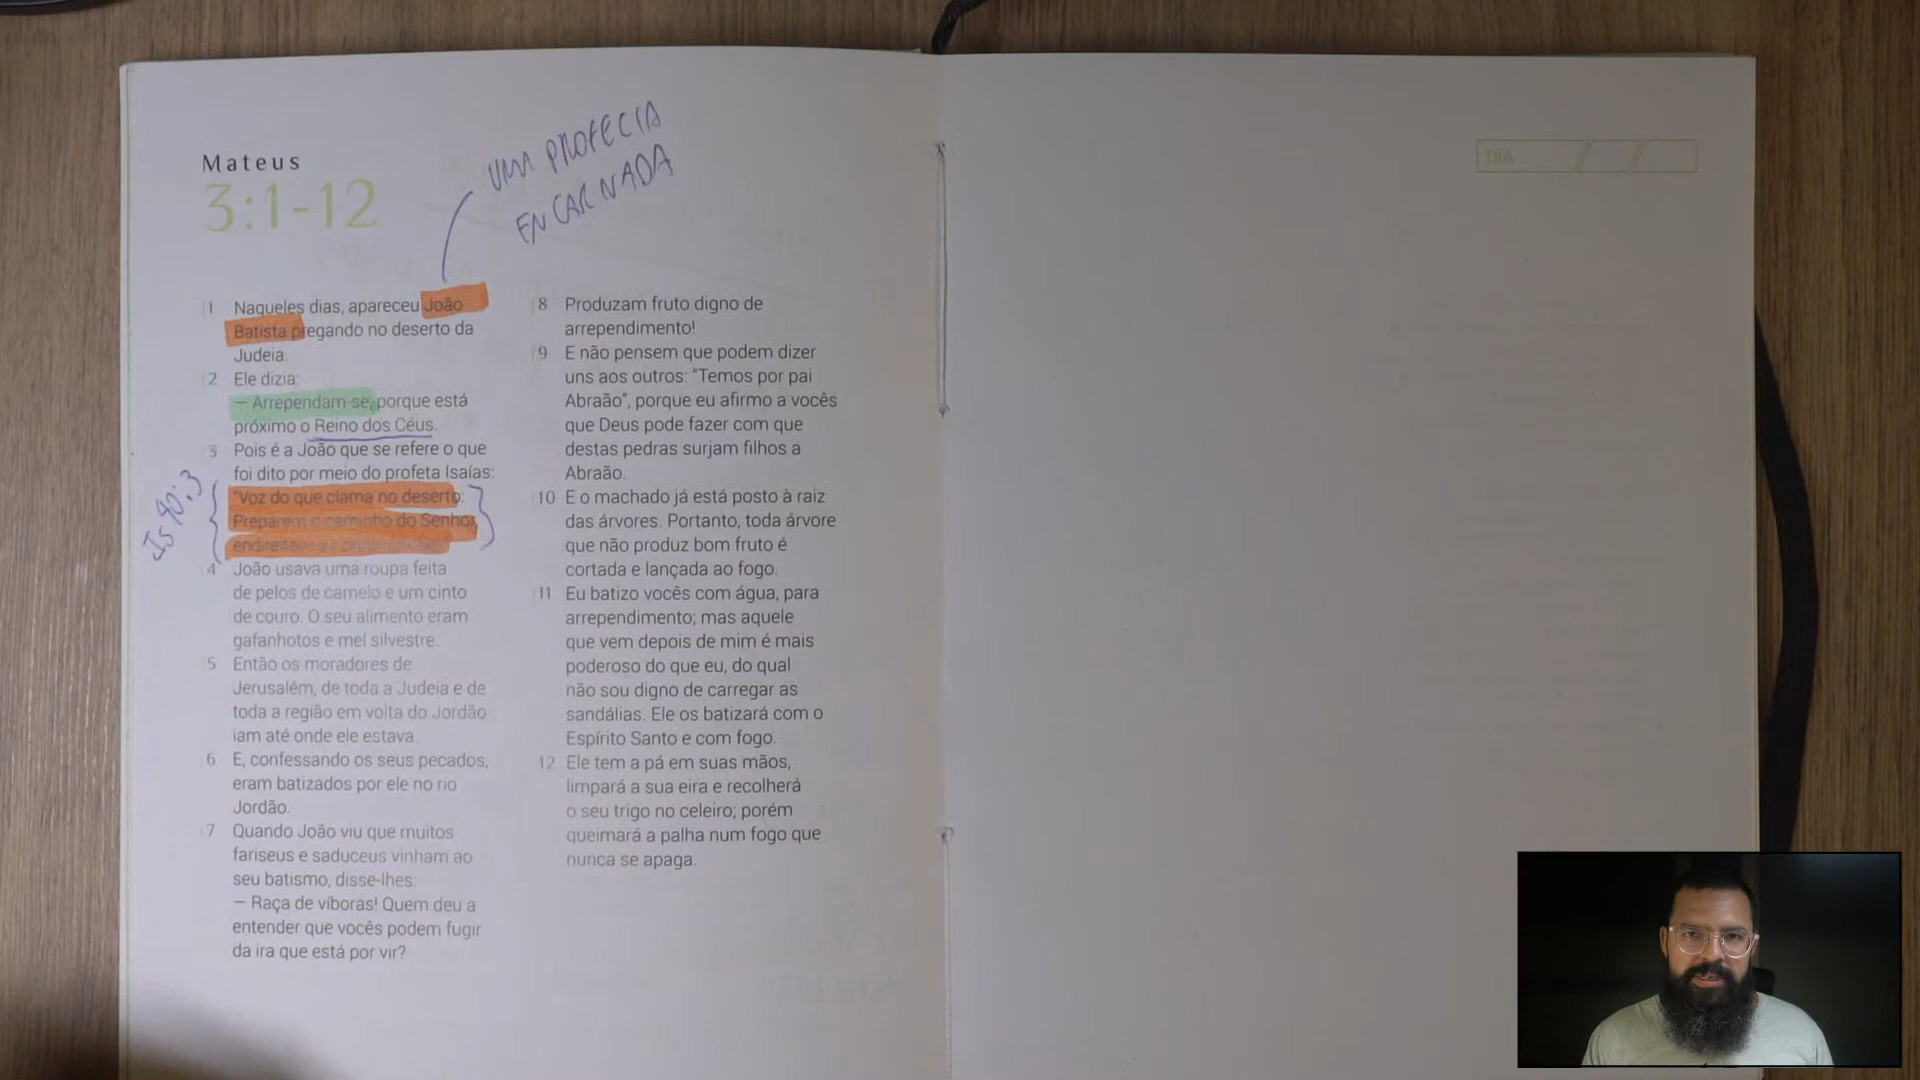 UMA PROFECIA
ENCARNADA
Mateus
3:1-12
1 Naqueles dias, apareceu João
Batista pregando no deserto da
Judeia.
2 Ele dizia:
— Arrependam-se, porque está
próximo o Reino dos Céus.
3 Pois é a João que se refere o que
foi dito por meio do profeta Isaías:
Is 40:3
"Voz do que clama no deserto:
Preparem o caminho do Senhor,
endireitem
4 João usava uma roupa feita
de pelos de camelo e um cinto
de couro. O seu alimento eram
gafanhotos e mel silvestre.
5 Então os moradores de
Jerusalém, de toda a Judeia e de
toda a região em volta do Jordão
iam até onde ele estava.
6 E, confessando os seus pecados,
eram batizados por ele no rio
Jordão.
7 Quando João viu que muitos
fariseus e saduceus vinham ao
seu batismo, disse-lhes:
— Raça de víboras! Quem deu a
entender que vocês podem fugir
da ira que está por vir?
8 Produzam fruto digno de
arrependimento!
9 E não pensem que podem dizer
uns aos outros: "Temos por pai
Abraão", porque eu afirmo a vocês
que Deus pode fazer com que
destas pedras surjam filhos a
Abraão.
10 E o machado já está posto à raiz
das árvores. Portanto, toda árvore
que não produz bom fruto é
cortada e lançada ao fogo.
11 Eu batizo vocês com água, para
arrependimento; mas aquele
que vem depois de mim é mais
poderoso do que eu, do qual
não sou digno de carregar as
sandálias. Ele os batizará com o
Espírito Santo e com fogo.
12 Ele tem a pá em suas mãos,
limpará a sua eira e recolherá
o seu trigo no celeiro; porém
queimará a palha num fogo que
nunca se apaga.
DIA / /